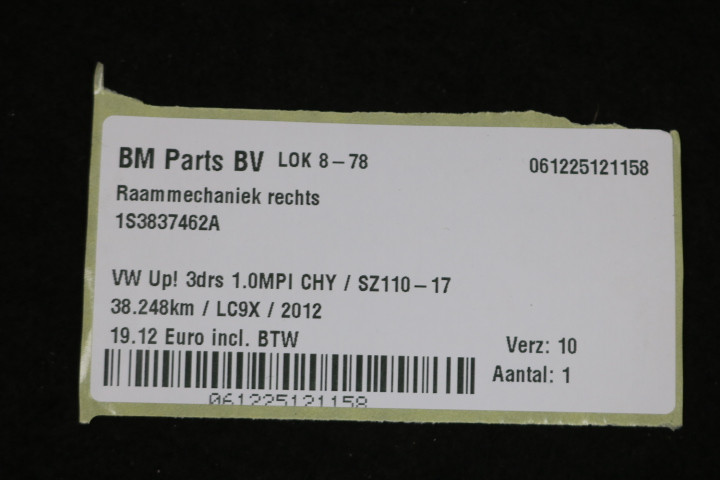 BM Parts BV LOK 8-78 061225121158
Raammechaniek rechts
1S3837462A
VW Up! 3drs 1.0MPI CHY / SZ110-17
38.248km / LC9X / 2012
19.12 Euro incl. BTW
Verz: 10
Aantal: 1
061225121158